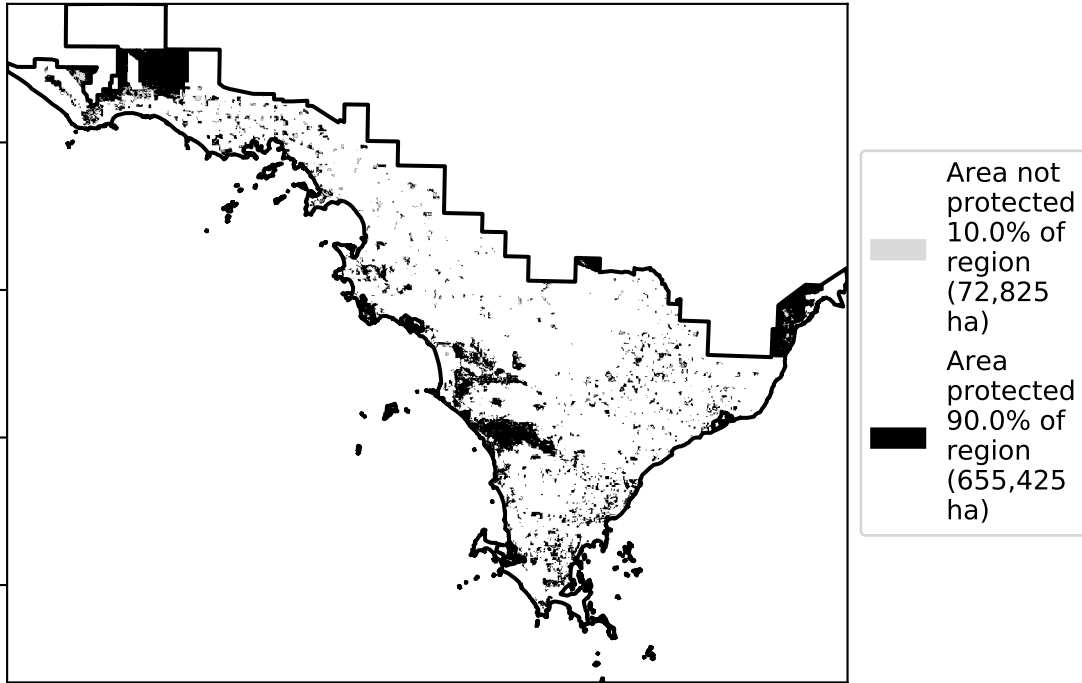 Area not
protected
10.0% of
region
(72,825
ha)
Area
protected
90.0% of
region
(655,425
ha)